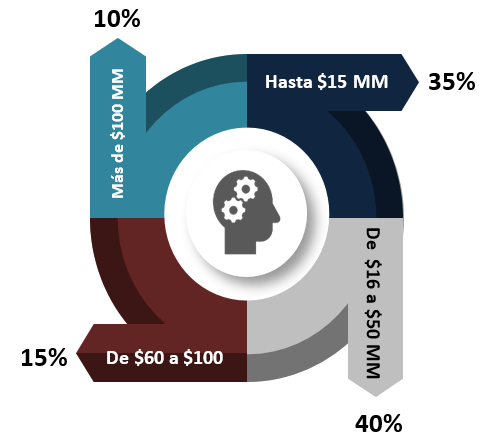 10%
Más de $100 MM
Hasta $15 MM
35%
De $16 a
$50 MM
40%
De $60 a $100
15%